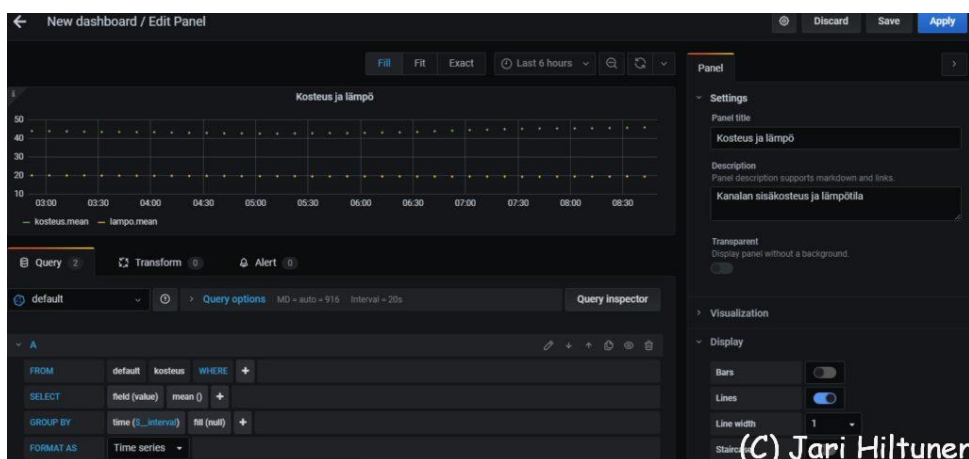 New dashboard / Edit Panel
Discard Save Apply
Fill Fit Exact Last 6 hours
Kosteus ja lämpö
50
40
30
20
10
03:00 03:30 04:00 04:30 05:00 05:30 06:00 06:30 07:00 07:30 08:00 08:30
kosteus.mean lampo.mean
Query 2 Transform 0 Alert 0
default Query options MD = auto = 916 Interval = 20s Query inspector
A
FROM default kosteus WHERE +
SELECT field (value) mean () +
GROUP BY time ($__interval) fill (null) +
FORMAT AS Time series
Panel
Settings
Panel title
Kosteus ja lämpö
Description
Panel description supports markdown and links.
Kanalan sisäkosteus ja lämpötila
Transparent
Display panel without a background.
Visualization
Display
Bars
Lines
Line width 1
(C) Jari Hiltunen